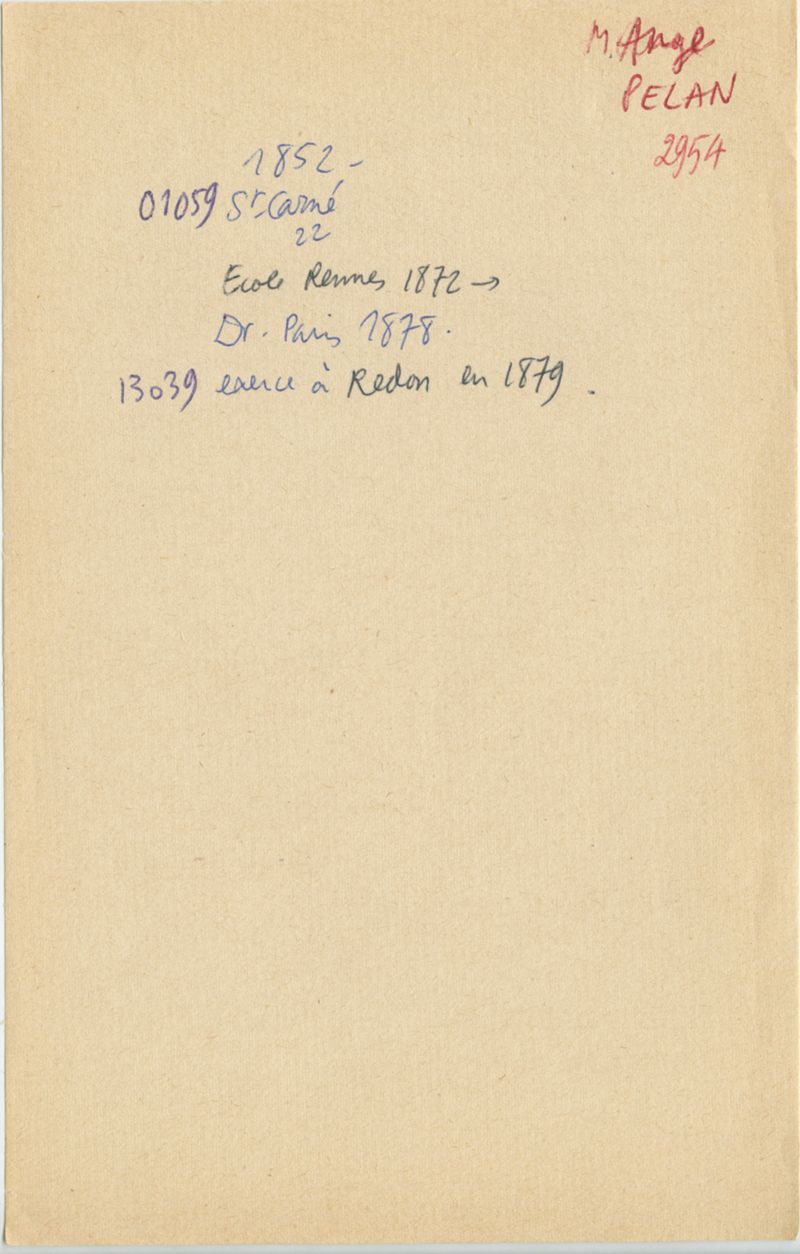 M. Ange
PELAN
2954
1852 -
01059 St. Carné
22
Ecole Rennes 1872 →
Dr. Paris 1878.
13039 exerce à Redon en 1879.